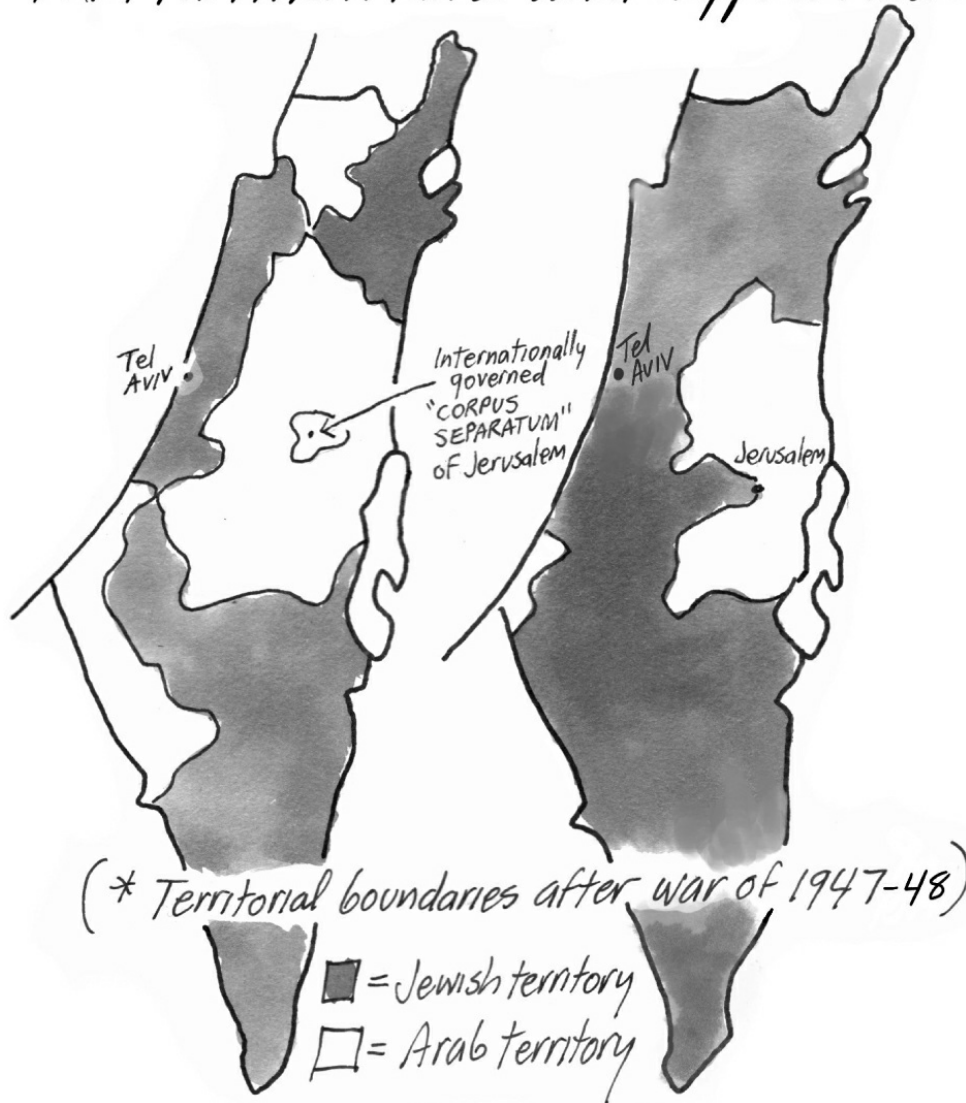 Tel
AVIV
Internationally
governed
"CORPUS
SEPARATUM"
of Jerusalem
Tel
AVIV
Jerusalem
(* Territorial boundaries after war of 1947-48)
= Jewish territory
= Arab territory